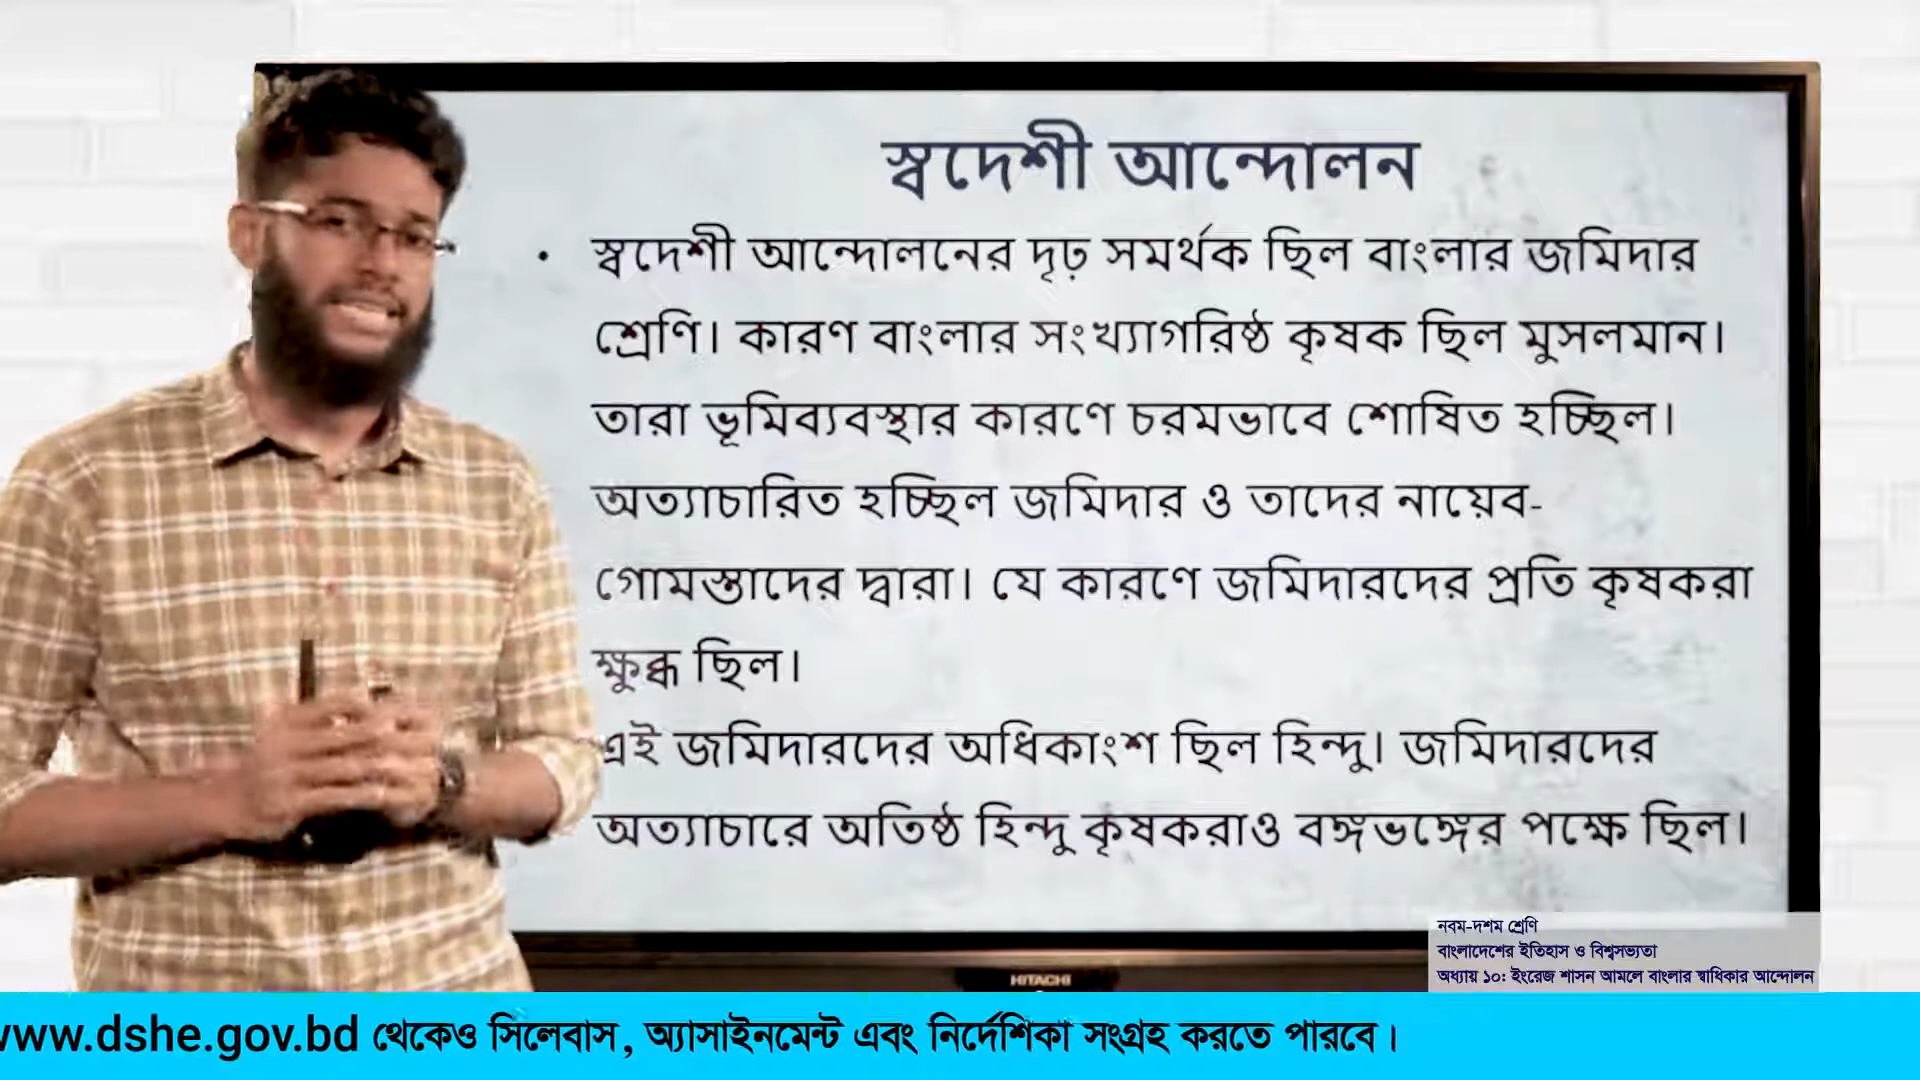 স্বদেশী আন্দোলন
• স্বদেশী আন্দোলনের দৃঢ় সমর্থক ছিল বাংলার জমিদার
শ্রেণি। কারণ বাংলার সংখ্যাগরিষ্ঠ কৃষক ছিল মুসলমান।
তারা ভূমিব্যবস্থার কারণে চরমভাবে শোষিত হচ্ছিল।
অত্যাচারিত হচ্ছিল জমিদার ও তাদের নায়েব-
গোমস্তাদের দ্বারা। যে কারণে জমিদারদের প্রতি কৃষকরা
ক্ষুব্ধ ছিল।
এই জমিদারদের অধিকাংশ ছিল হিন্দু। জমিদারদের
অত্যাচারে অতিষ্ঠ হিন্দু কৃষকরাও বঙ্গভঙ্গের পক্ষে ছিল।
নবম-দশম শ্রেণি
বাংলাদেশের ইতিহাস ও বিশ্বসভ্যতা
অধ্যায় ১০: ইংরেজ শাসন আমলে বাংলার স্বাধিকার আন্দোলন
HITACHI
www.dshe.gov.bd থেকেও সিলেবাস, অ্যাসাইনমেন্ট এবং নির্দেশিকা সংগ্রহ করতে পারবে।